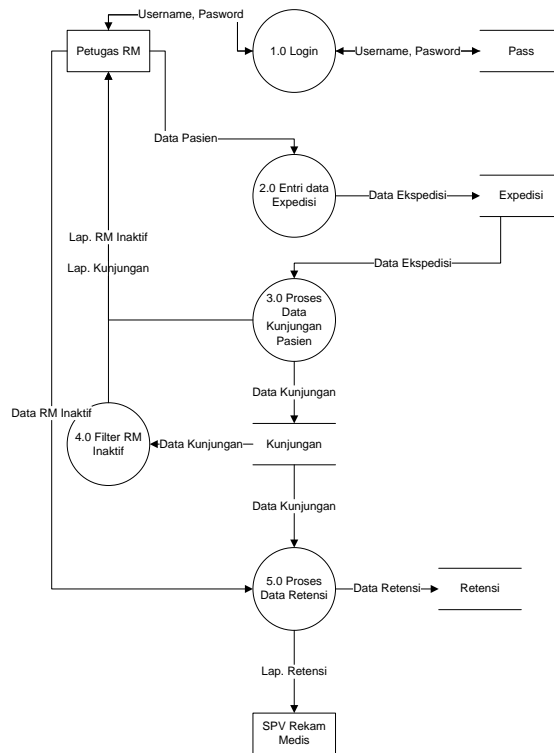 Username, Pasword
Petugas RM
1.0 Login
Username, Pasword
Pass
Data Pasien
2.0 Entri data
Expedisi
Data Ekspedisi
Expedisi
Lap. RM Inaktif
Lap. Kunjungan
Data Ekspedisi
3.0 Proses
Data
Kunjungan
Pasien
Data Kunjungan
Data RM Inaktif
4.0 Filter RM
Inaktif
Data Kunjungan
Kunjungan
Data Kunjungan
5.0 Proses
Data Retensi
Data Retensi
Retensi
Lap. Retensi
SPV Rekam
Medis